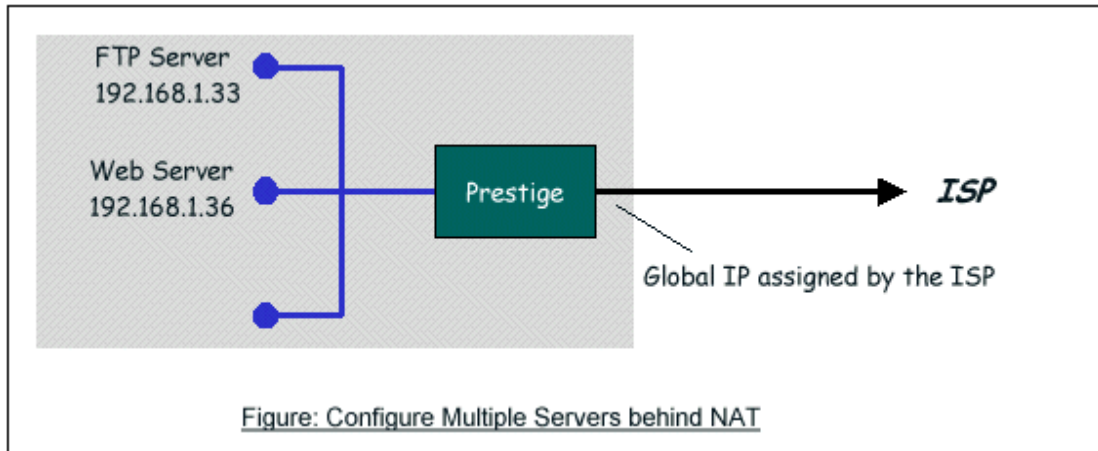 FTP Server
192.168.1.33
Web Server
192.168.1.36
Prestige
ISP
Global IP assigned by the ISP
Figure: Configure Multiple Servers behind NAT